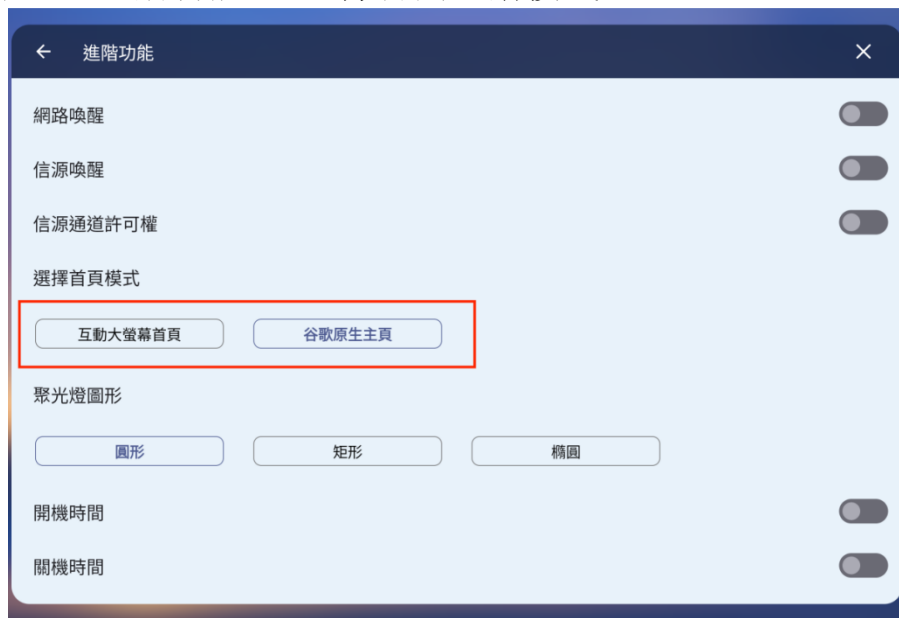 進階功能
網路喚醒
信源喚醒
信源通道許可權
選擇首頁模式
互動大螢幕首頁 谷歌原生主頁
聚光燈圖形
圓形 矩形 橢圓
開機時間
關機時間